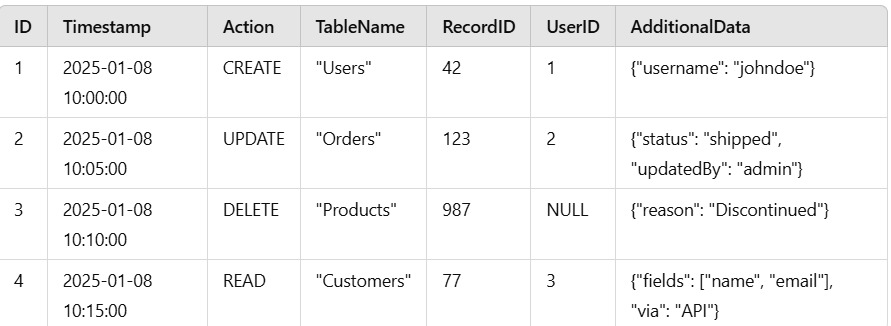 ID Timestamp Action TableName RecordID UserID AdditionalData
1 2025-01-08 CREATE "Users" 42 1 {"username": "johndoe"}
10:00:00
2 2025-01-08 UPDATE "Orders" 123 2 {"status": "shipped",
10:05:00 "updatedBy": "admin"}
3 2025-01-08 DELETE "Products" 987 NULL {"reason": "Discontinued"}
10:10:00
4 2025-01-08 READ "Customers" 77 3 {"fields": ["name", "email"],
10:15:00 "via": "API"}